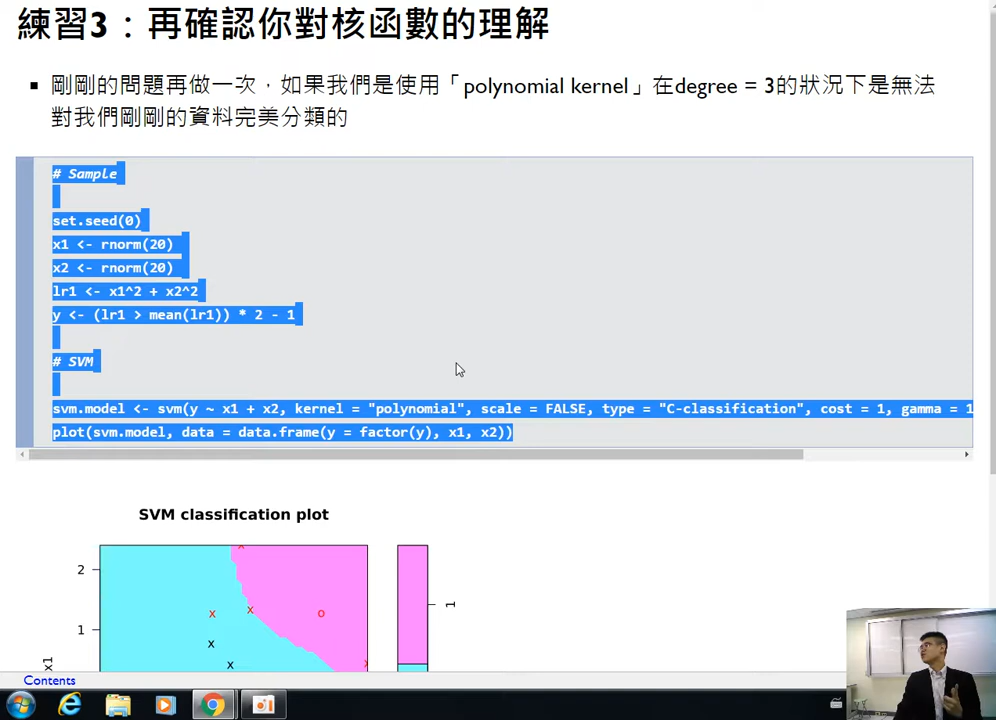 練習3：再確認你對核函數的理解
▪ 剛剛的問題再做一次，如果我們是使用「polynomial kernel」在degree = 3的狀況下是無法
對我們剛剛的資料完美分類的
# Sample
set.seed(0)
x1 <- rnorm(20)
x2 <- rnorm(20)
lr1 <- x1^2 + x2^2
y <- (lr1 > mean(lr1)) * 2 - 1
# SVM
svm.model <- svm(y ~ x1 + x2, kernel = "polynomial", scale = FALSE, type = "C-classification", cost = 1, gamma = 1
plot(svm.model, data = data.frame(y = factor(y), x1, x2))
SVM classification plot
2
1
x1
1
Contents